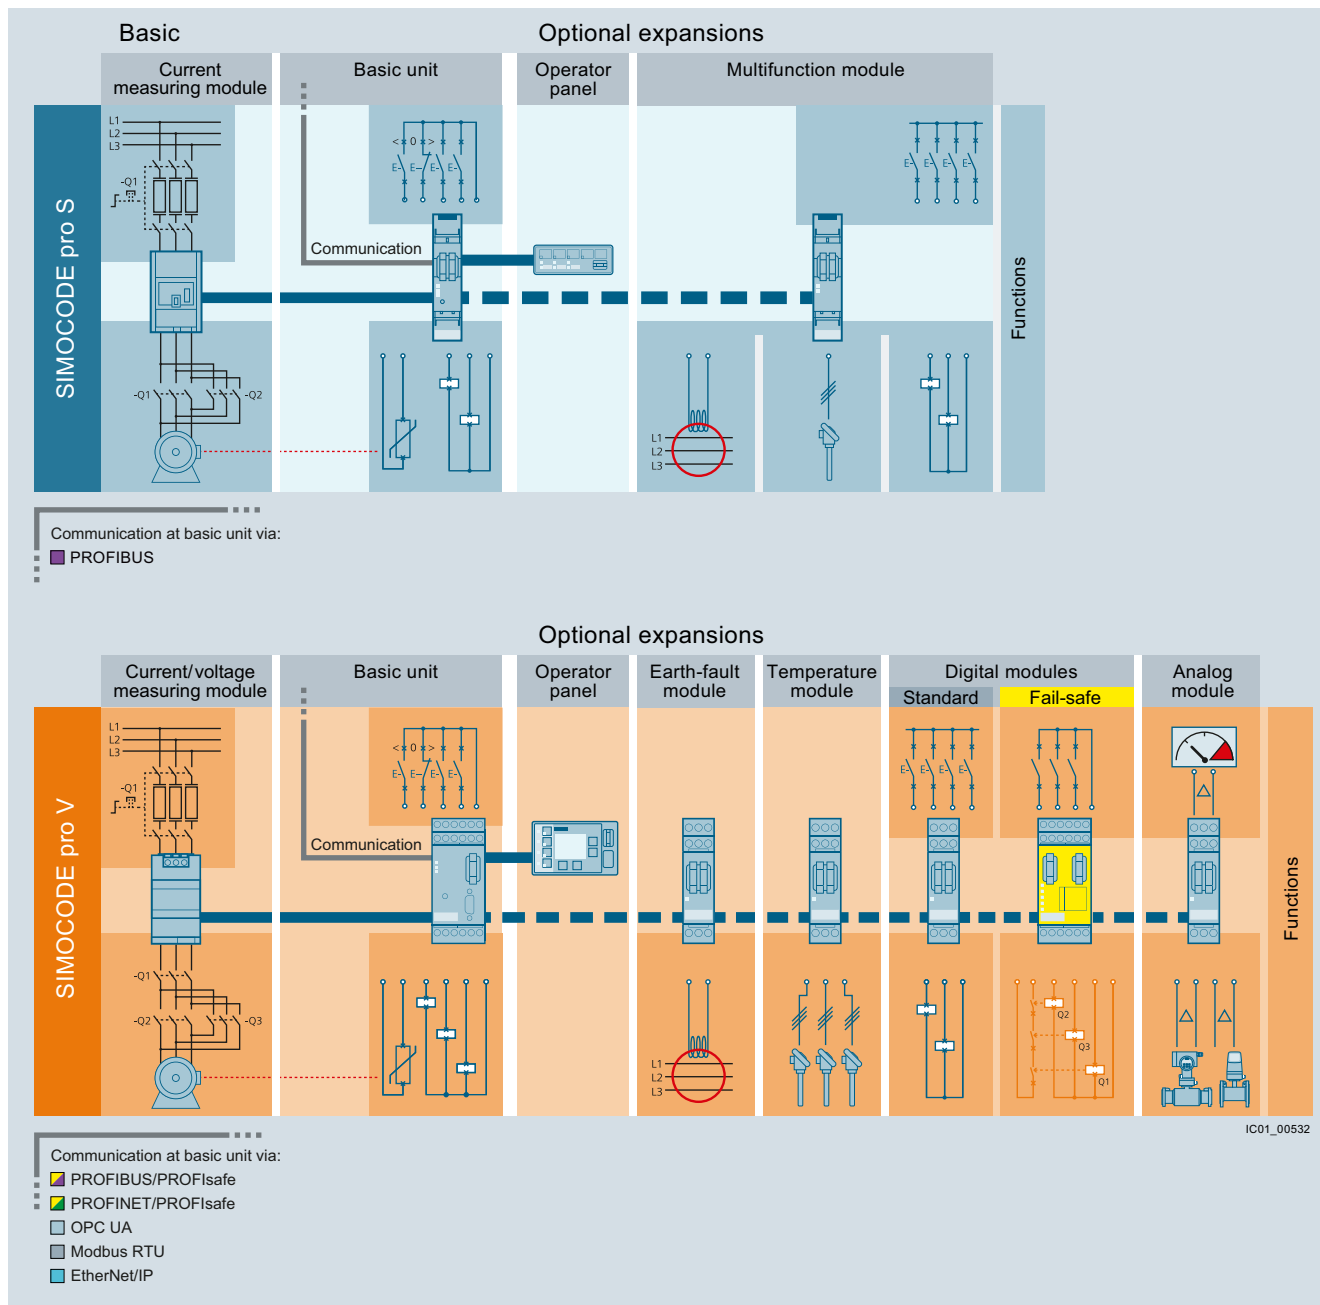 Basic
Optional expansions
Current
measuring module
Basic unit
Operator
panel
Multifunction module
SIMOCODE pro S
L1
L2
L3
-Q1
< 0 >
E- E- E- E-
E- E- E- E-
Communication
Functions
-Q1
-Q2
L1
L2
L3
Communication at basic unit via:
PROFIBUS
Optional expansions
Current/voltage
measuring module
Basic unit
Operator
panel
Earth-fault
module
Temperature
module
Digital modules
Standard
Fail-safe
Analog
module
SIMOCODE pro V
L1
L2
L3
-Q1
< 0 >
E- E- E- E-
E- E- E- E-
Communication
Functions
-Q1
-Q2
-Q3
L1
L2
L3
Q2
Q3
Q1
IC01_00532
Communication at basic unit via:
PROFIBUS/PROFIsafe
PROFINET/PROFIsafe
OPC UA
Modbus RTU
EtherNet/IP